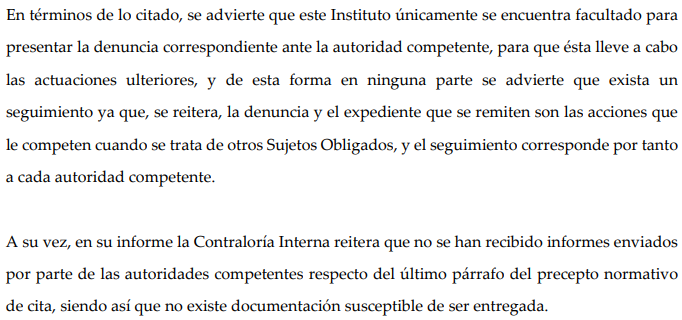 En términos de lo citado, se advierte que este Instituto únicamente se encuentra facultado para
presentar la denuncia correspondiente ante la autoridad competente, para que ésta lleve a cabo
las actuaciones ulteriores, y de esta forma en ninguna parte se advierte que exista un
seguimiento ya que, se reitera, la denuncia y el expediente que se remiten son las acciones que
le competen cuando se trata de otros Sujetos Obligados, y el seguimiento corresponde por tanto
a cada autoridad competente.
A su vez, en su informe la Contraloría Interna reitera que no se han recibido informes enviados
por parte de las autoridades competentes respecto del último párrafo del precepto normativo
de cita, siendo así que no existe documentación susceptible de ser entregada.